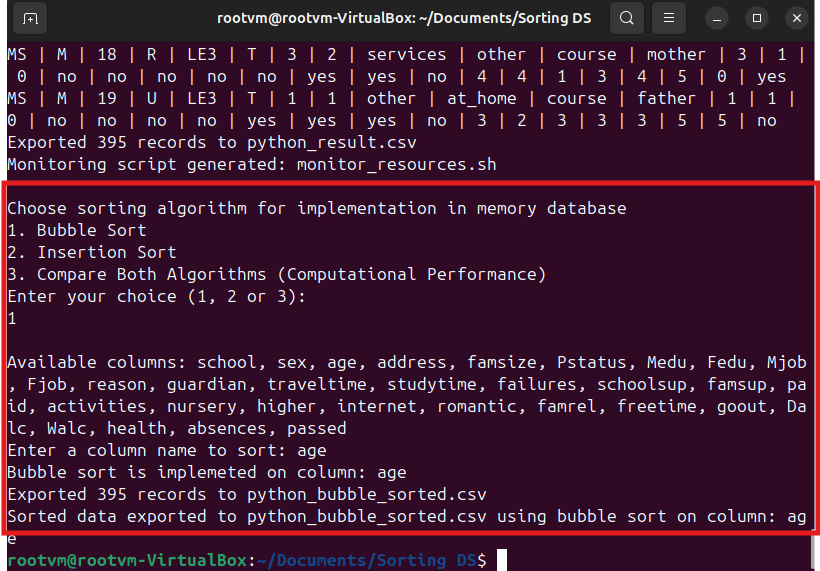 rootvm@rootvm-VirtualBox: ~/Documents/Sorting DS
MS | M | 18 | R | LE3 | T | 3 | 2 | services | other | course | mother | 3 | 1 |
0 | no | no | no | no | no | yes | yes | no | 4 | 4 | 1 | 3 | 4 | 5 | 0 | yes
MS | M | 19 | U | LE3 | T | 1 | 1 | other | at_home | course | father | 1 | 1 |
0 | no | no | no | no | yes | yes | yes | no | 3 | 2 | 3 | 3 | 3 | 5 | 5 | no
Exported 395 records to python_result.csv
Monitoring script generated: monitor_resources.sh
Choose sorting algorithm for implementation in memory database
1. Bubble Sort
2. Insertion Sort
3. Compare Both Algorithms (Computational Performance)
Enter your choice (1, 2 or 3):
1
Available columns: school, sex, age, address, famsize, Pstatus, Medu, Fedu, Mjob
, Fjob, reason, guardian, traveltime, studytime, failures, schoolsup, famsup, pa
id, activities, nursery, higher, internet, romantic, famrel, freetime, goout, Da
lc, Walc, health, absences, passed
Enter a column name to sort: age
Bubble sort is implemeted on column: age
Exported 395 records to python_bubble_sorted.csv
Sorted data exported to python_bubble_sorted.csv using bubble sort on column: ag
e
rootvm@rootvm-VirtualBox:~/Documents/Sorting DS$